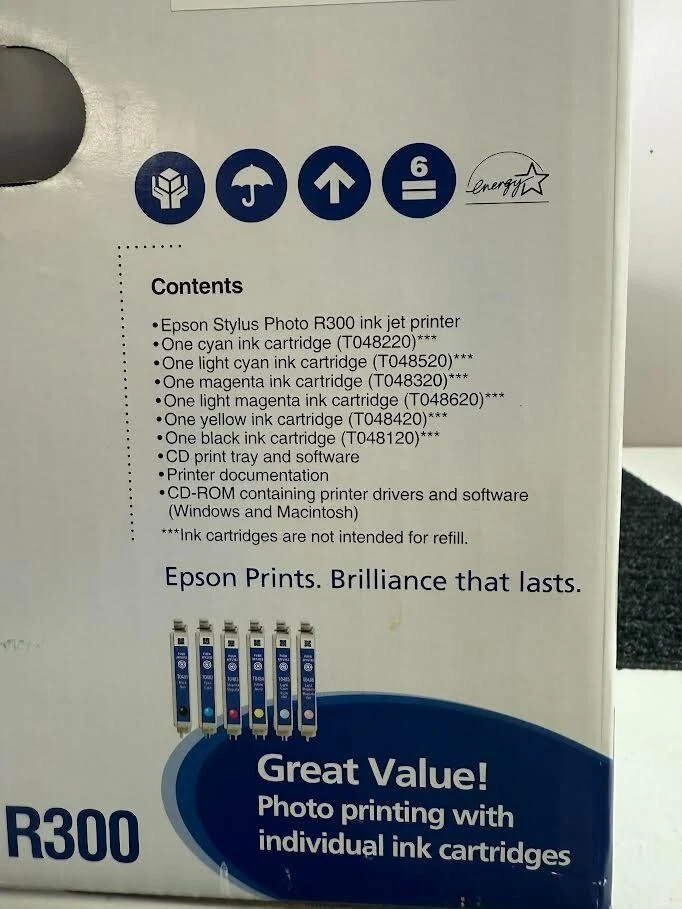 6
energy
Contents
•Epson Stylus Photo R300 ink jet printer
•One cyan ink cartridge (T048220)***
•One light cyan ink cartridge (T048520)***
•One magenta ink cartridge (T048320)***
•One light magenta ink cartridge (T048620)***
•One yellow ink cartridge (T048420)***
•One black ink cartridge (T048120)***
•CD print tray and software
•Printer documentation
•CD-ROM containing printer drivers and software
(Windows and Macintosh)
***Ink cartridges are not intended for refill.
Epson Prints. Brilliance that lasts.
Great Value!
Photo printing with
individual ink cartridges
R300